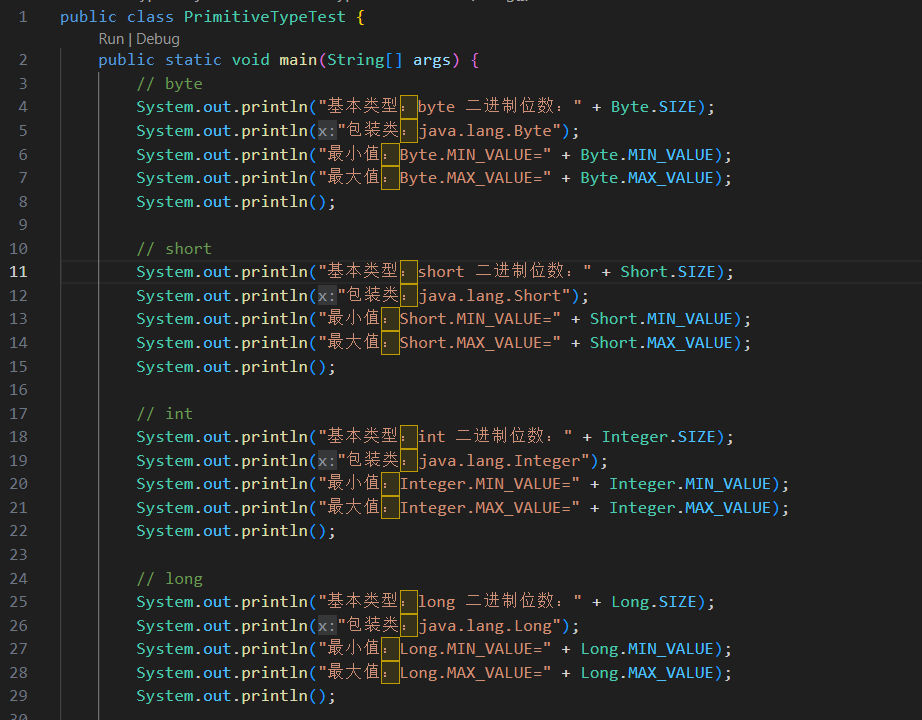 1 public class PrimitiveTypeTest {
Run | Debug
2 public static void main(String[] args) {
3 // byte
4 System.out.println("基本类型：byte 二进制位数：" + Byte.SIZE);
5 System.out.println(x:"包装类：java.lang.Byte");
6 System.out.println("最小值：Byte.MIN_VALUE=" + Byte.MIN_VALUE);
7 System.out.println("最大值：Byte.MAX_VALUE=" + Byte.MAX_VALUE);
8 System.out.println();
9
10 // short
11 System.out.println("基本类型：short 二进制位数：" + Short.SIZE);
12 System.out.println(x:"包装类：java.lang.Short");
13 System.out.println("最小值：Short.MIN_VALUE=" + Short.MIN_VALUE);
14 System.out.println("最大值：Short.MAX_VALUE=" + Short.MAX_VALUE);
15 System.out.println();
16
17 // int
18 System.out.println("基本类型：int 二进制位数：" + Integer.SIZE);
19 System.out.println(x:"包装类：java.lang.Integer");
20 System.out.println("最小值：Integer.MIN_VALUE=" + Integer.MIN_VALUE);
21 System.out.println("最大值：Integer.MAX_VALUE=" + Integer.MAX_VALUE);
22 System.out.println();
23
24 // long
25 System.out.println("基本类型：long 二进制位数：" + Long.SIZE);
26 System.out.println(x:"包装类：java.lang.Long");
27 System.out.println("最小值：Long.MIN_VALUE=" + Long.MIN_VALUE);
28 System.out.println("最大值：Long.MAX_VALUE=" + Long.MAX_VALUE);
29 System.out.println();